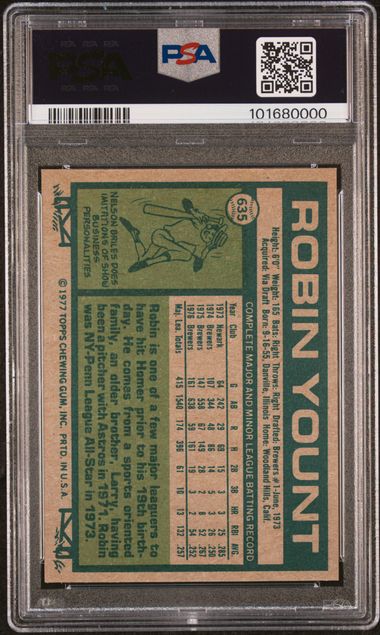 PSA
PSA
101680000
635
ROBIN YOUNT
Height: 6'0" Weight: 165 Bats: Right Throws: Right Drafted: Brewers #1-June, 1973
Acquired: Via Draft Born: 9-16-55, Danville, Illinois Home: Woodland Hills, Calif.
COMPLETE MAJOR AND MINOR LEAGUE BATTING RECORD
Year Club G AB R H 2B 3B HR RBI AVG.
1973 Newark 64 242 29 69 15 3 3 25 .285
1974 Brewers 107 344 48 86 14 5 3 26 .250
1975 Brewers 147 558 67 149 28 2 8 52 .267
1976 Brewers 161 638 59 161 19 3 2 54 .252
Maj. Lea. Totals 415 1540 174 396 61 10 13 132 .257
NELSON BRILES DOES
IMITATIONS OF SHOW
BUSINESS
PERSONALITIES
Robin is one of a few major leaguers to
have hit Homer prior to his 19th birth-
day. He comes from a sports oriented
family, an older brother, Larry, having
been a pitcher with Astros in 1971. Robin
was NY-Penn League All-Star in 1973.
© 1977 TOPPS CHEWING GUM, INC. PRTD. IN U.S.A.